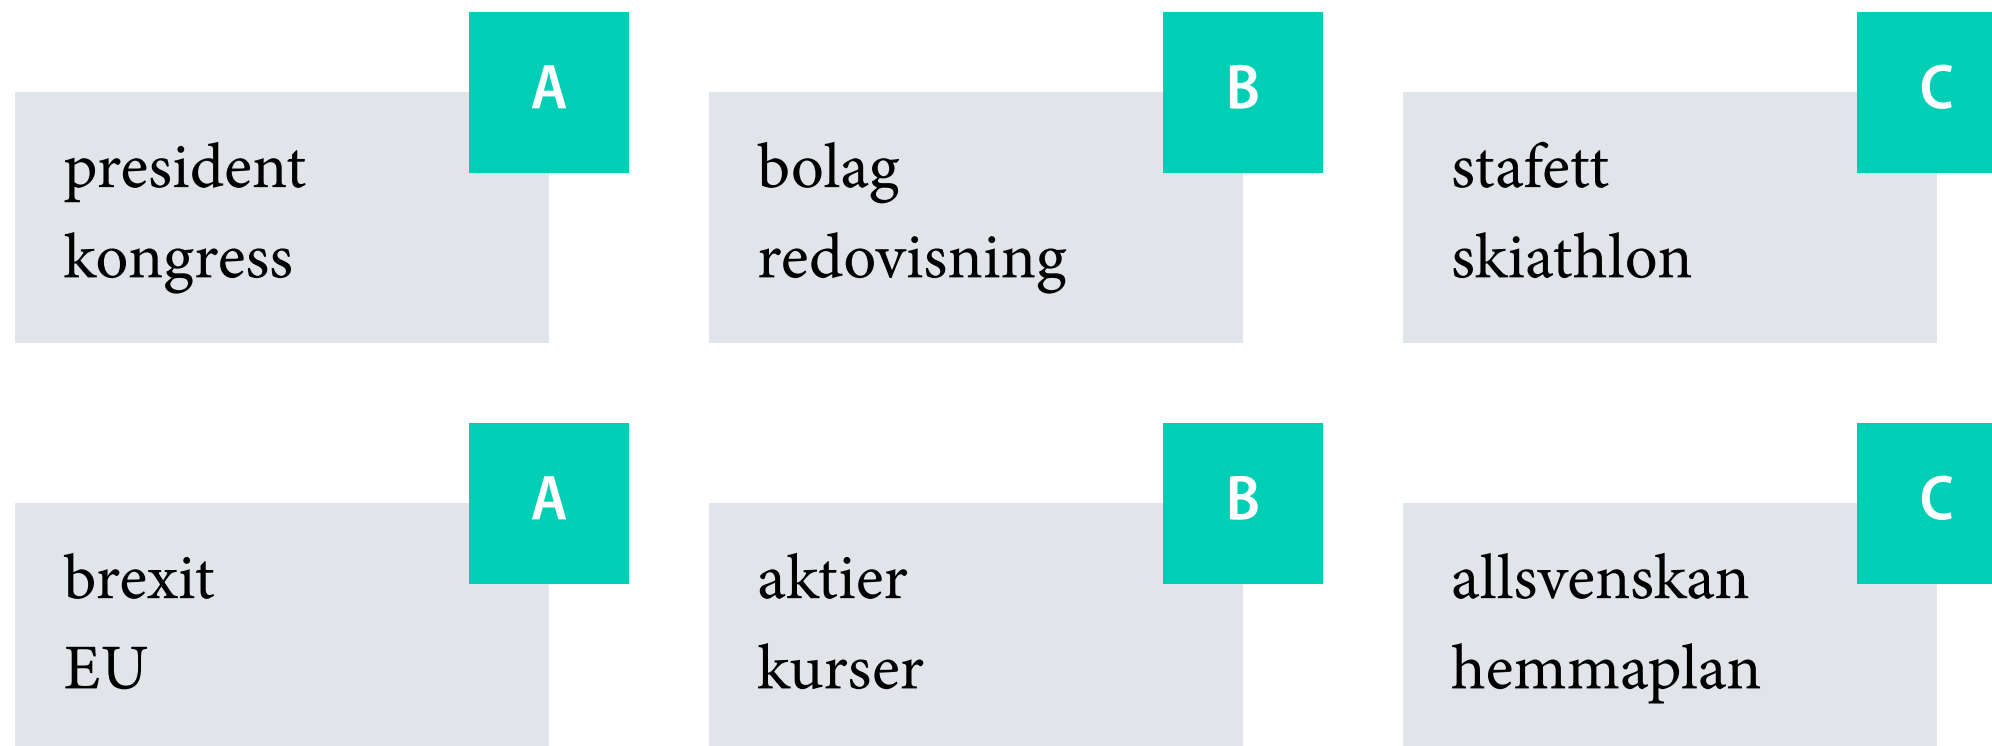 A
president
kongress
B
bolag
redovisning
C
stafett
skiathlon
A
brexit
EU
B
aktier
kurser
C
allsvenskan
hemmaplan